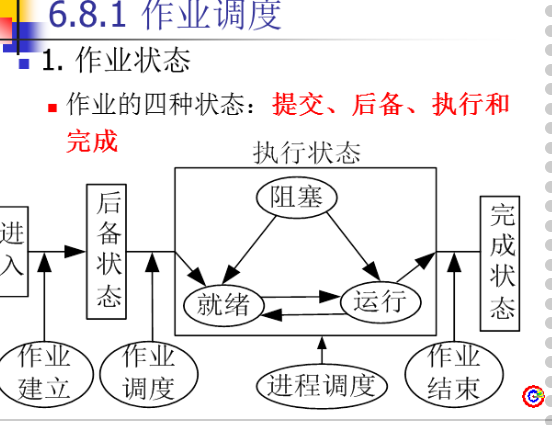 6.8.1 作业调度
1. 作业状态
作业的四种状态：提交、后备、执行和
完成
执行状态
阻塞
进入
后备状态
完成状态
就绪
运行
作业
建立
作业
调度
进程调度
作业
结束